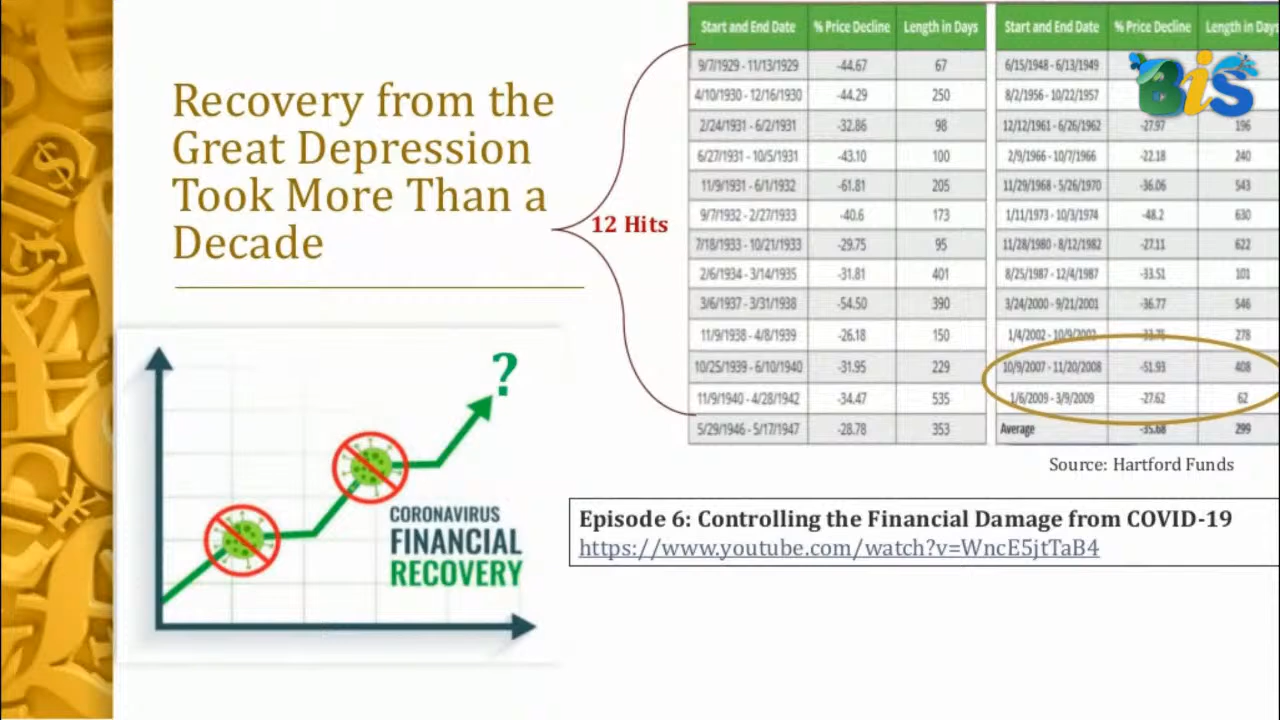 Recovery from the
Great Depression
Took More Than a
Decade
12 Hits
Start and End Date % Price Decline Length in Days
9/7/1929 - 11/13/1929 -44.67 67
4/10/1930 - 12/16/1930 -44.29 250
2/24/1931 - 6/2/1931 -32.86 98
6/27/1931 - 10/5/1931 -43.10 100
11/9/1931 - 6/1/1932 -61.81 205
9/7/1932 - 2/27/1933 -40.6 173
7/18/1933 - 10/21/1933 -29.75 95
2/6/1934 - 3/14/1935 -31.81 401
3/6/1937 - 3/31/1938 -54.50 390
11/9/1938 - 4/8/1939 -26.18 150
10/25/1939 - 6/10/1940 -31.95 229
11/9/1940 - 4/28/1942 -34.47 535
5/29/1946 - 5/17/1947 -28.78 353
Start and End Date % Price Decline Length in Days
6/15/1948 - 6/13/1949
8/2/1956 - 10/22/1957
12/12/1961 - 6/26/1962 -27.97 196
2/9/1966 - 10/7/1966 -22.18 240
11/29/1968 - 5/26/1970 -36.06 543
1/11/1973 - 10/3/1974 -48.2 630
11/28/1980 - 8/12/1982 -27.11 622
8/25/1987 - 12/4/1987 -33.51 101
3/24/2000 - 9/21/2001 -36.77 546
1/4/2002 - 10/9/2002 278
10/9/2007 - 11/20/2008 -51.93 408
1/6/2009 - 3/9/2009 -27.62 62
Average -35.68 299
BiS
Source: Hartford Funds
?
CORONAVIRUS
FINANCIAL
RECOVERY
Episode 6: Controlling the Financial Damage from COVID-19
https://www.youtube.com/watch?v=WncE5jtTaB4